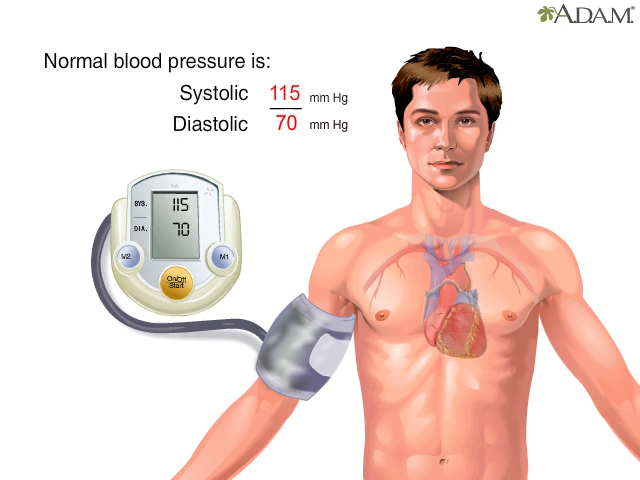 ADAM.
Normal blood pressure is:
Systolic 115 mm Hg
Diastolic 70 mm Hg
SYS. 115
DIA. 70
M2 M1
On/Off
Start